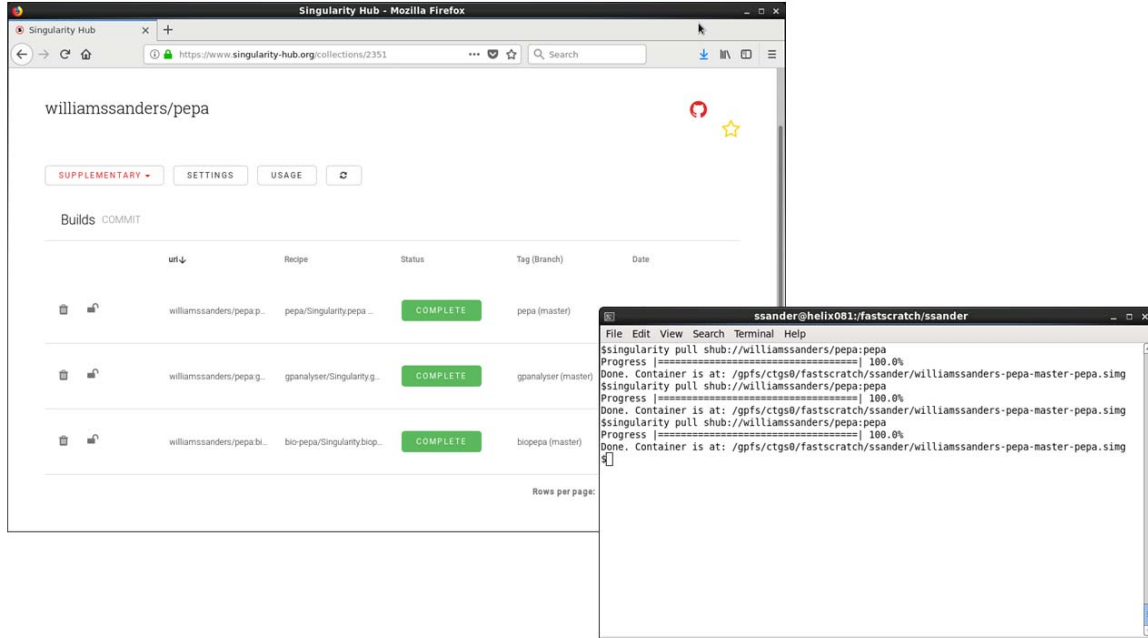 Singularity Hub - Mozilla Firefox
Singularity Hub
https://www.singularity-hub.org/collections/2351
Search
williamssanders/pepa
SUPPLEMENTARY SETTINGS USAGE
Builds COMMIT
uri Recipe Status Tag (Branch) Date
williamssanders/pepa:p... pepa/Singularity.pepa ... COMPLETE pepa (master)
williamssanders/pepa:g... gpanalyser/Singularity.g... COMPLETE gpanalyser (master)
williamssanders/pepa:bi... bio-pepa/Singularity.biop... COMPLETE biopepa (master)
Rows per page:
ssander@helix081:/fastscratch/ssander
File Edit View Search Terminal Help
$singularity pull shub://williamssanders/pepa:pepa
Progress |===================================| 100.0%
Done. Container is at: /gpfs/ctgs0/fastscratch/ssander/williamssanders-pepa-master-pepa.simg
$singularity pull shub://williamssanders/pepa:pepa
Progress |===================================| 100.0%
Done. Container is at: /gpfs/ctgs0/fastscratch/ssander/williamssanders-pepa-master-pepa.simg
$singularity pull shub://williamssanders/pepa:pepa
Progress |===================================| 100.0%
Done. Container is at: /gpfs/ctgs0/fastscratch/ssander/williamssanders-pepa-master-pepa.simg
$